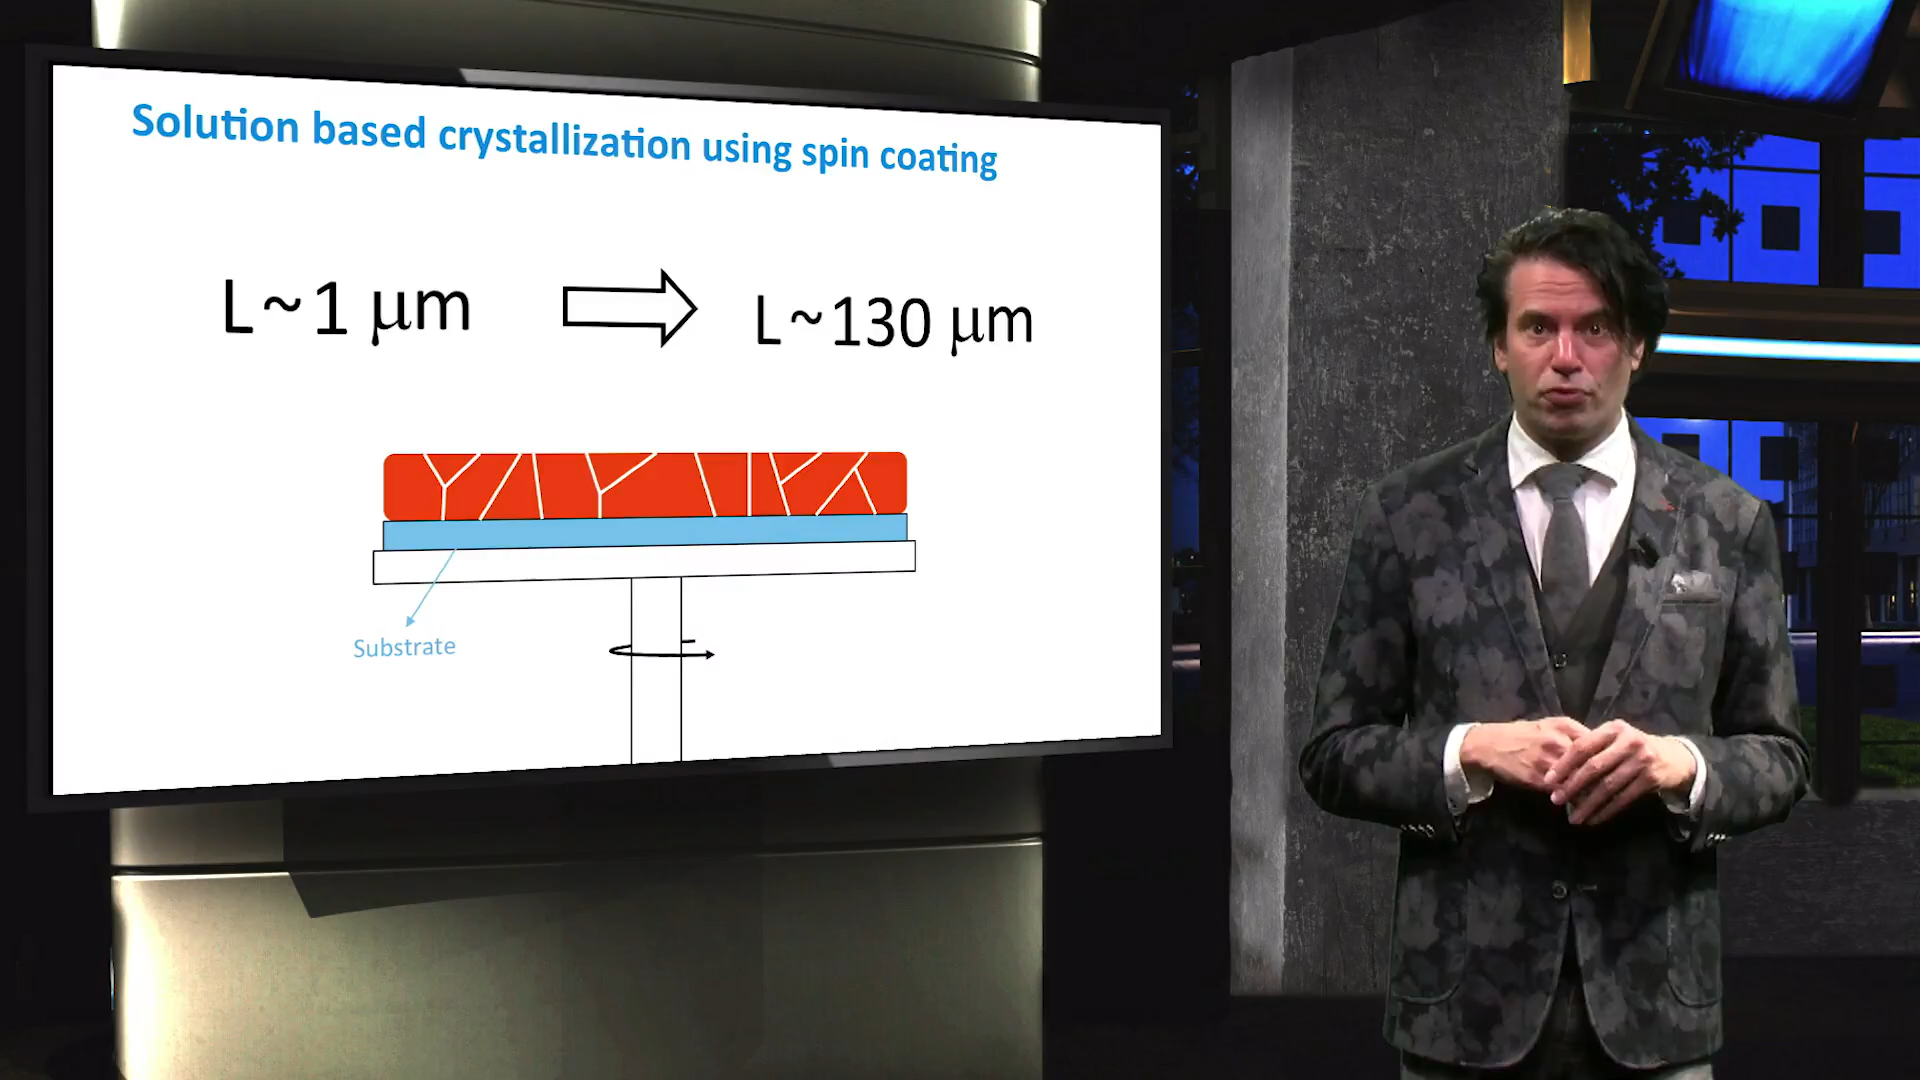 Solution based crystallization using spin coating
L~1 μm
L~130 μm
Substrate